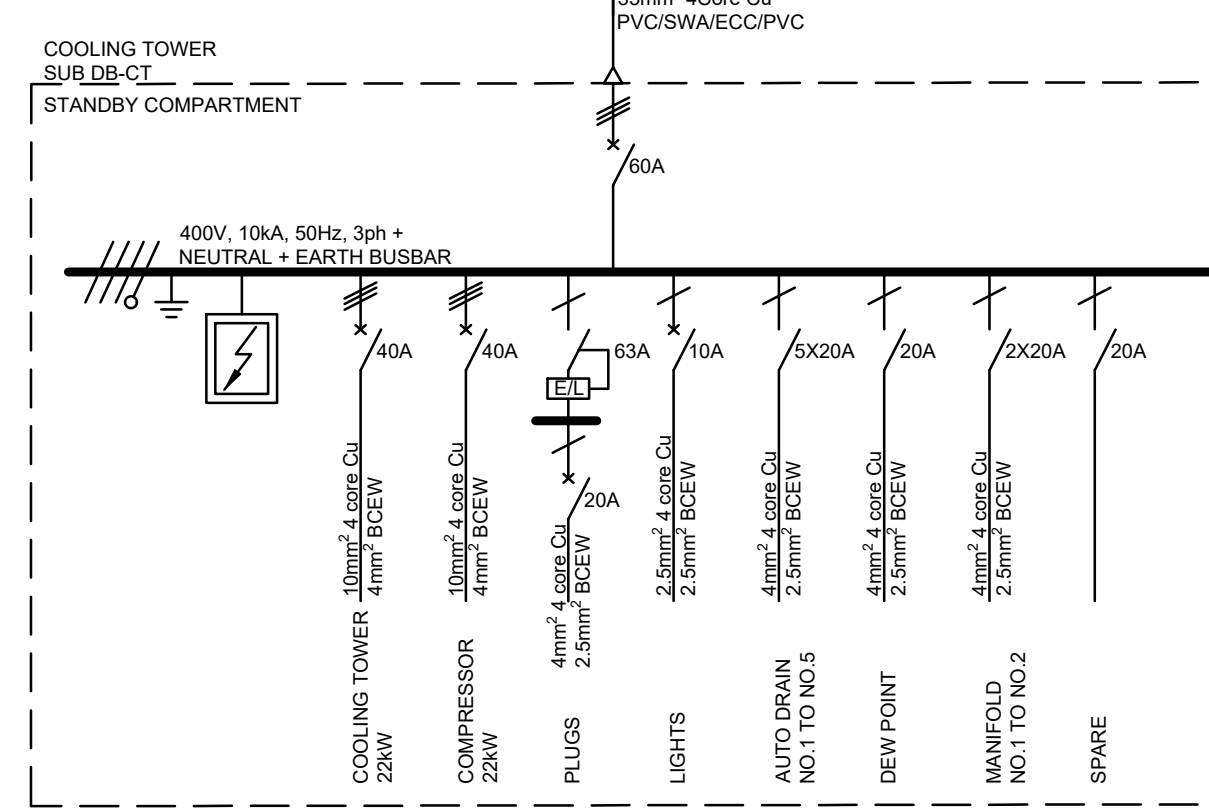 35mm² 4Core Cu
PVC/SWA/ECC/PVC
COOLING TOWER
SUB DB-CT
STANDBY COMPARTMENT
60A
400V, 10kA, 50Hz, 3ph +
NEUTRAL + EARTH BUSBAR
40A
40A
63A
10A
5X20A
20A
2X20A
20A
E/L
20A
10mm² 4 core Cu
4mm² BCEW
10mm² 4 core Cu
4mm² BCEW
4mm² 4 core Cu
2.5mm² BCEW
2.5mm² 4 core Cu
2.5mm² BCEW
4mm² 4 core Cu
2.5mm² BCEW
4mm² 4 core Cu
2.5mm² BCEW
4mm² 4 core Cu
2.5mm² BCEW
COOLING TOWER
22kW
COMPRESSOR
22kW
PLUGS
LIGHTS
AUTO DRAIN
NO.1 TO NO.5
DEW POINT
MANIFOLD
NO.1 TO NO.2
SPARE